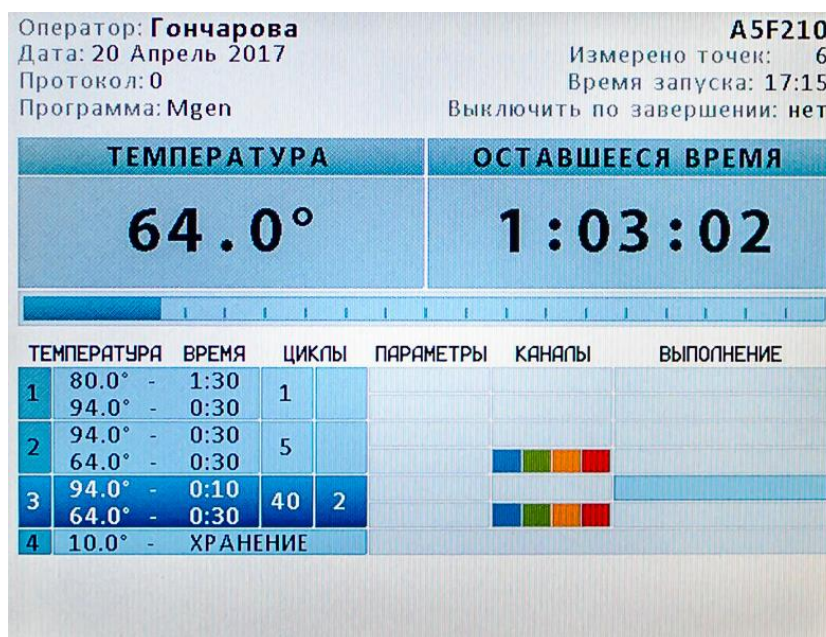 Оператор: Гончарова A5F210
Дата: 20 Апрель 2017 Измерено точек: 6
Протокол: 0 Время запуска: 17:15
Программа: Mgen Выключить по завершении: нет
ТЕМПЕРАТУРА ОСТАВШЕЕСЯ ВРЕМЯ
64.0° 1:03:02
ТЕМПЕРАТУРА ВРЕМЯ ЦИКЛЫ ПАРАМЕТРЫ КАНАЛЫ ВЫПОЛНЕНИЕ
1 80.0° - 1:30 1
94.0° - 0:30
2 94.0° - 0:30 5
64.0° - 0:30
3 94.0° - 0:10 40 2
64.0° - 0:30
4 10.0° - ХРАНЕНИЕ